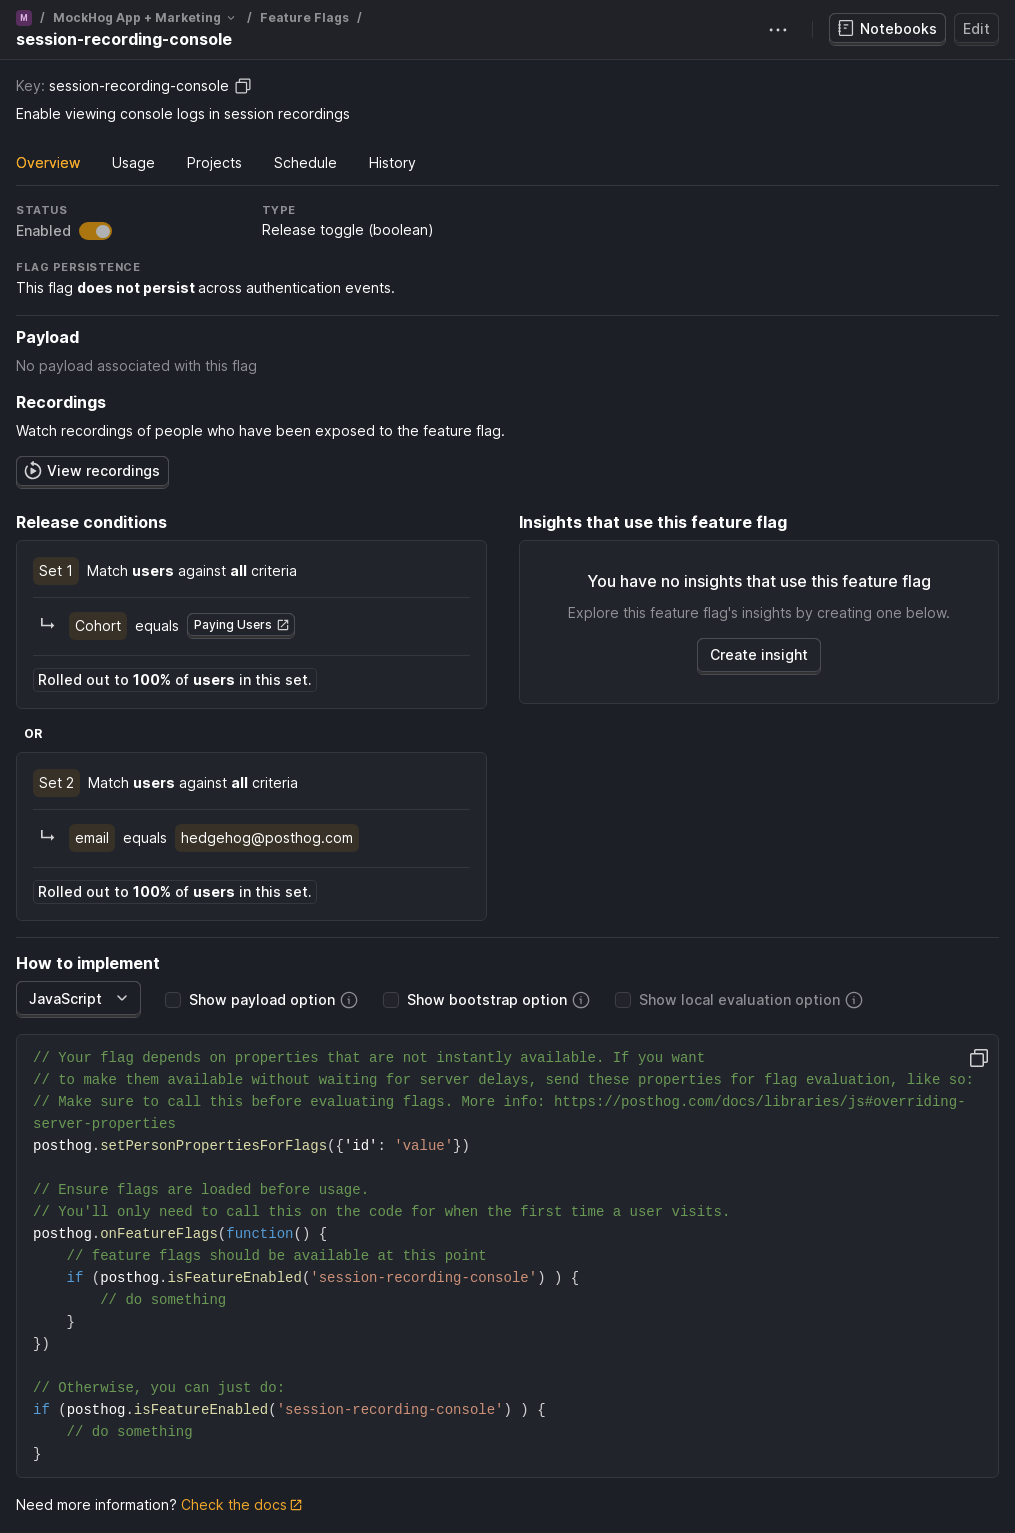 M / MockHog App + Marketing / Feature Flags /
session-recording-console
Notebooks
Edit
Key: session-recording-console
Enable viewing console logs in session recordings
Overview Usage Projects Schedule History
STATUS
Enabled
TYPE
Release toggle (boolean)
FLAG PERSISTENCE
This flag does not persist across authentication events.
Payload
No payload associated with this flag
Recordings
Watch recordings of people who have been exposed to the feature flag.
View recordings
Release conditions
Set 1 Match users against all criteria
Cohort equals Paying Users
Rolled out to 100% of users in this set.
OR
Set 2 Match users against all criteria
email equals hedgehog@posthog.com
Rolled out to 100% of users in this set.
Insights that use this feature flag
You have no insights that use this feature flag
Explore this feature flag's insights by creating one below.
Create insight
How to implement
JavaScript Show payload option Show bootstrap option Show local evaluation option
// Your flag depends on properties that are not instantly available. If you want
// to make them available without waiting for server delays, send these properties for flag evaluation, like so:
// Make sure to call this before evaluating flags. More info: https://posthog.com/docs/libraries/js#overriding-
server-properties
posthog.setPersonPropertiesForFlags({'id': 'value'})
// Ensure flags are loaded before usage.
// You'll only need to call this on the code for when the first time a user visits.
posthog.onFeatureFlags(function() {
    // feature flags should be available at this point
    if (posthog.isFeatureEnabled('session-recording-console') ) {
        // do something
    }
})
// Otherwise, you can just do:
if (posthog.isFeatureEnabled('session-recording-console') ) {
    // do something
}
Need more information? Check the docs